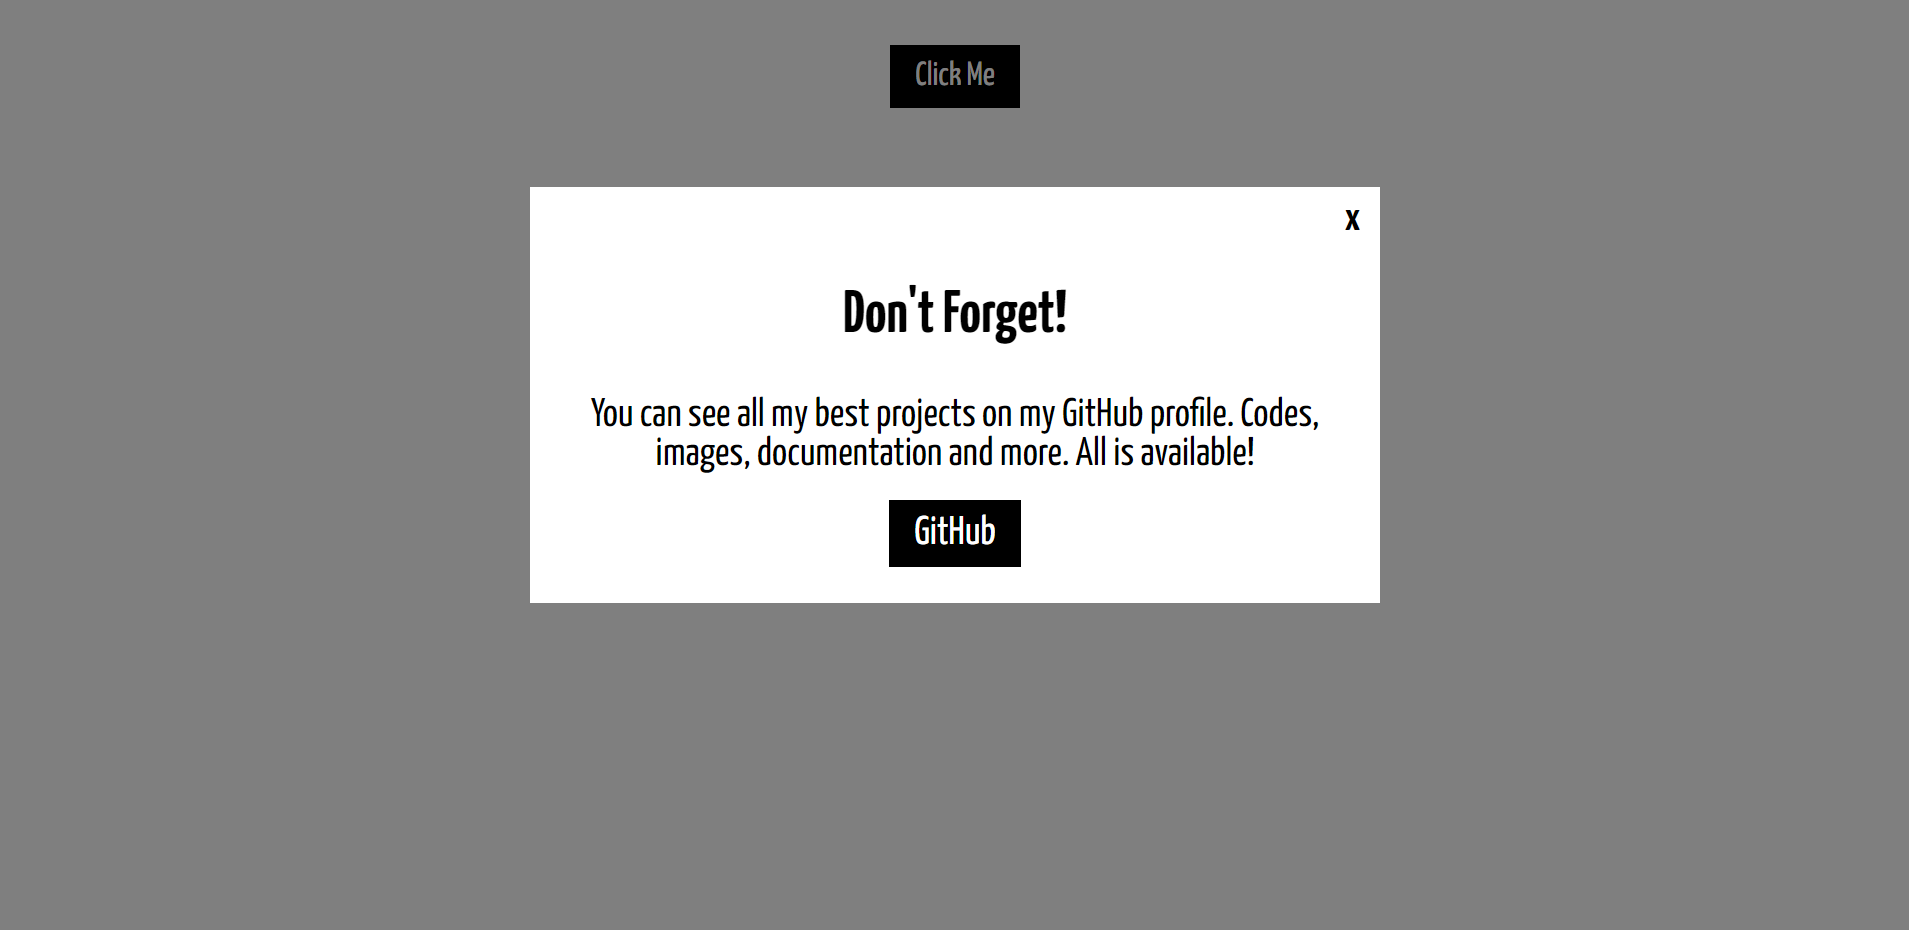 Click Me
x
Don't Forget!
You can see all my best projects on my GitHub profile. Codes,
images, documentation and more. All is available!
GitHub